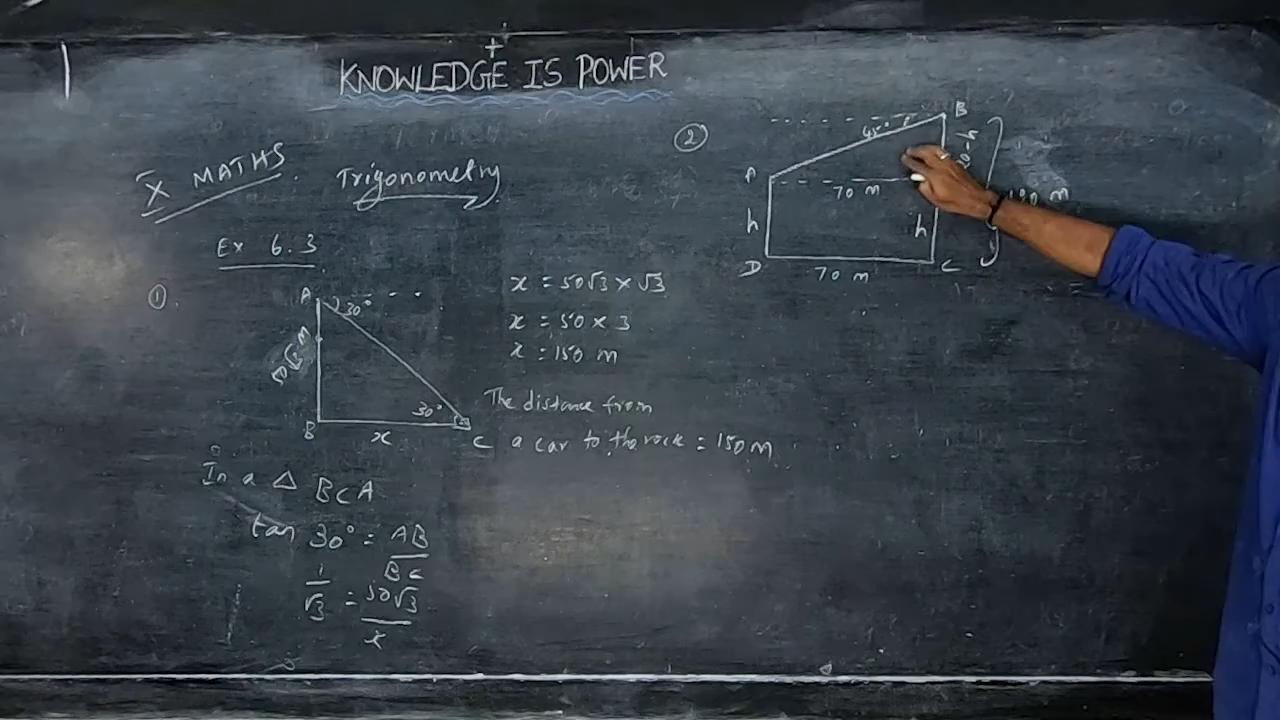 KNOWLEDGE IS POWER
X MATHS
Trigonometry
Ex 6.3
①
A
30°
50√3 M
30°
B
x
C
In a △ BCA
tan 30° = AB / BC
1 / √3 = 50√3 / x
x = 50√3 × √3
x = 50 × 3
x = 150 m
The distance from
a car to the rock = 150 m
②
B
45°
A
70 m
h
h
D
70 m
C